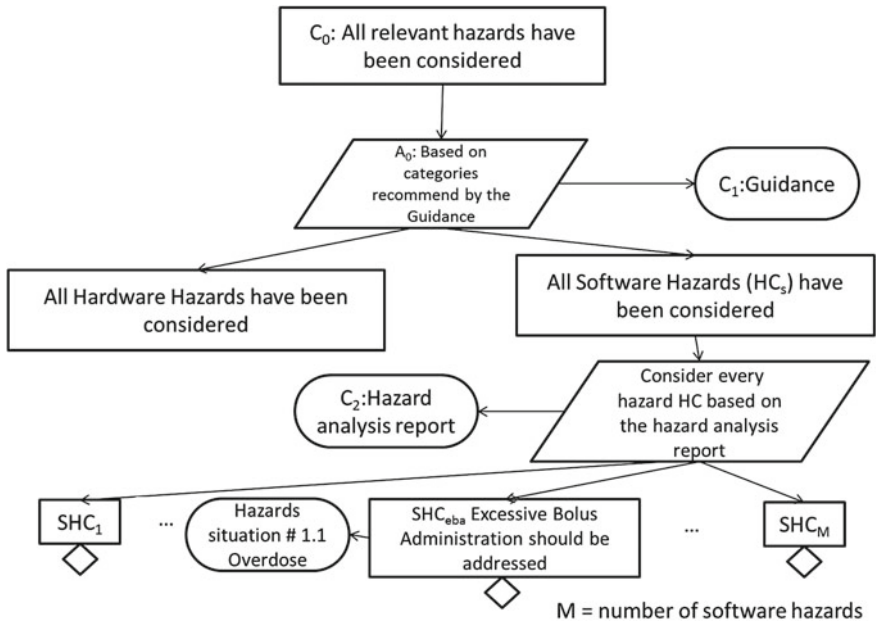 C₀: All relevant hazards have
been considered
A₀: Based on
categories
recommend by the
Guidance
C₁:Guidance
All Hardware Hazards have been
considered
All Software Hazards (HCₛ) have
been considered
Consider every
hazard HC based on
the hazard analysis
report
C₂:Hazard
analysis report
SHC₁
...
Hazards
situation # 1.1
Overdose
SHCeba Excessive Bolus
Administration should be
addressed
...
SHCM
M = number of software hazards